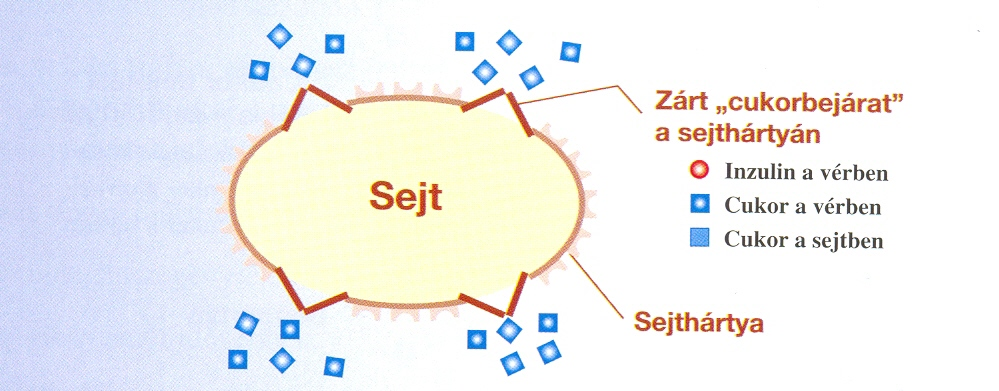 Zárt „cukorbejárat”
a sejthártyán
Inzulin a vérben
Cukor a vérben
Cukor a sejtben
Sejt
Sejthártya